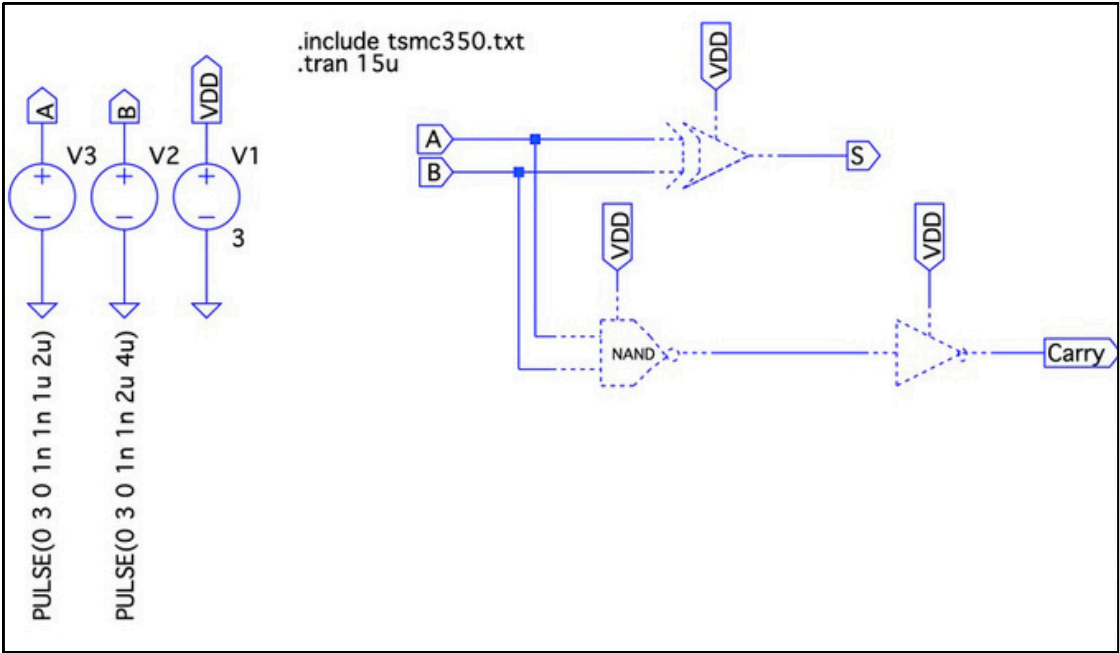 .include tsmc350.txt
.tran 15u
A
B
VDD
V3
V2
V1
3
PULSE(0 3 0 1n 1n 1u 2u)
PULSE(0 3 0 1n 1n 2u 4u)
VDD
A
B
S
VDD
VDD
NAND
Carry